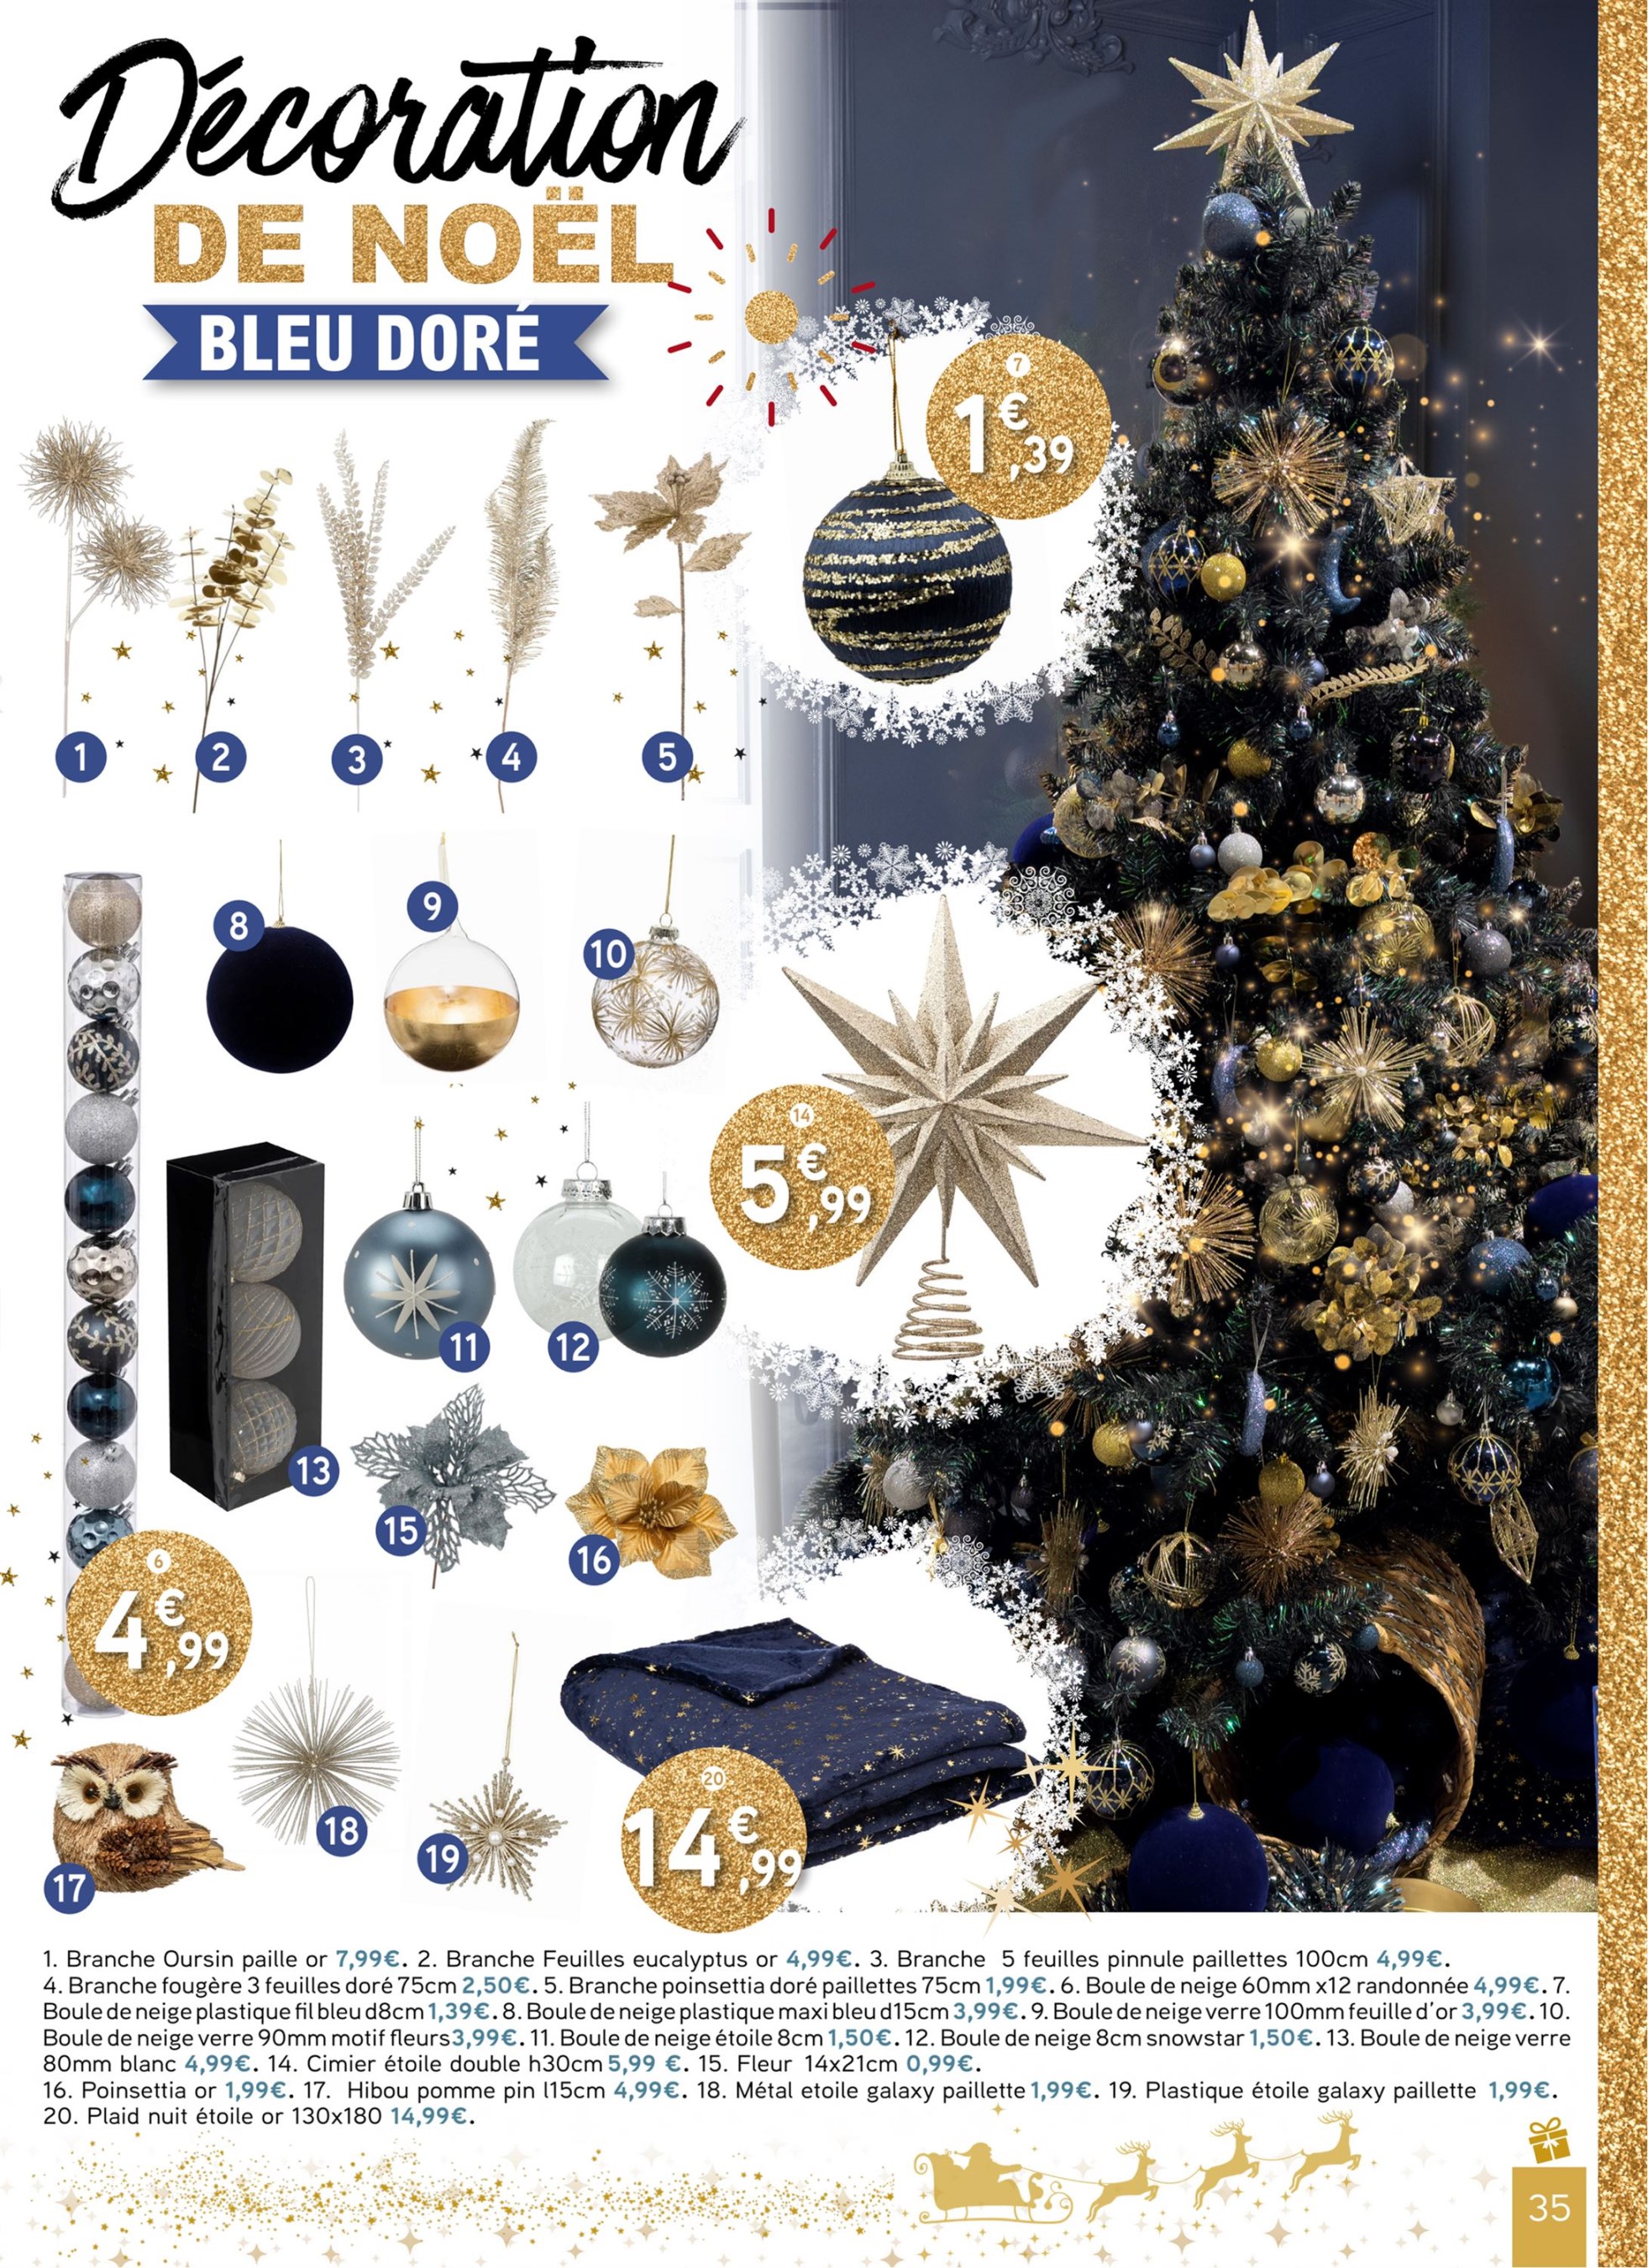 Décoration
DE NOËL
BLEU DORÉ
7
1€,39
1
2
3
4
5
8
9
10
14
5€,99
11
12
13
15
16
6
4€,99
18
19
20
14€,99
17
1. Branche Oursin paille or 7,99€. 2. Branche Feuilles eucalyptus or 4,99€. 3. Branche 5 feuilles pinnule paillettes 100cm 4,99€.
4. Branche fougère 3 feuilles doré 75cm 2,50€. 5. Branche poinsettia doré paillettes 75cm 1,99€. 6. Boule de neige 60mm x12 randonnée 4,99€. 7.
Boule de neige plastique fil bleu d8cm 1,39€. 8. Boule de neige plastique maxi bleu d15cm 3,99€. 9. Boule de neige verre 100mm feuille d'or 3,99€. 10.
Boule de neige verre 90mm motif fleurs3,99€. 11. Boule de neige étoile 8cm 1,50€. 12. Boule de neige 8cm snowstar 1,50€. 13. Boule de neige verre
80mm blanc 4,99€. 14. Cimier étoile double h30cm 5,99 €. 15. Fleur 14x21cm 0,99€.
16. Poinsettia or 1,99€. 17. Hibou pomme pin l15cm 4,99€. 18. Métal etoile galaxy paillette 1,99€. 19. Plastique étoile galaxy paillette 1,99€.
20. Plaid nuit étoile or 130x180 14,99€.
35